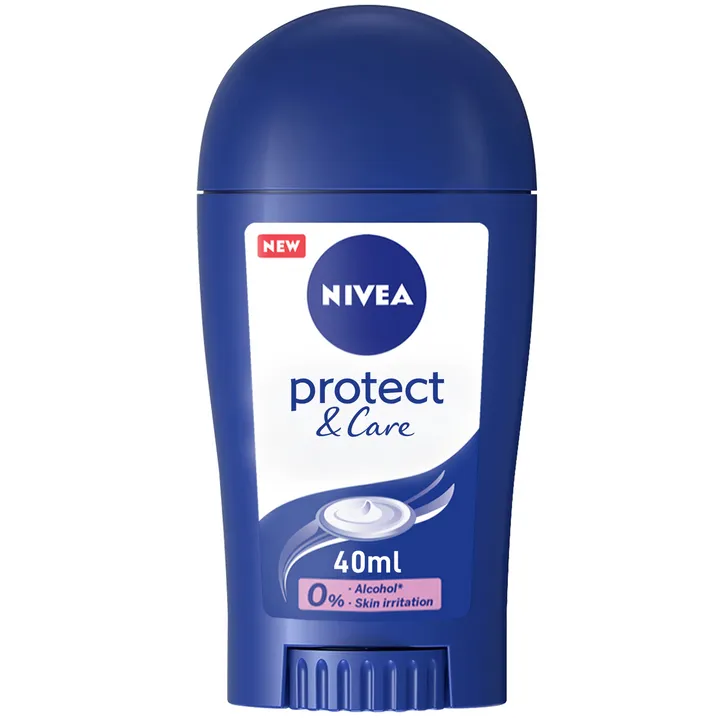 NEW
NIVEA
protect
& Care
40ml
0% · Alcohol*
· Skin irritation